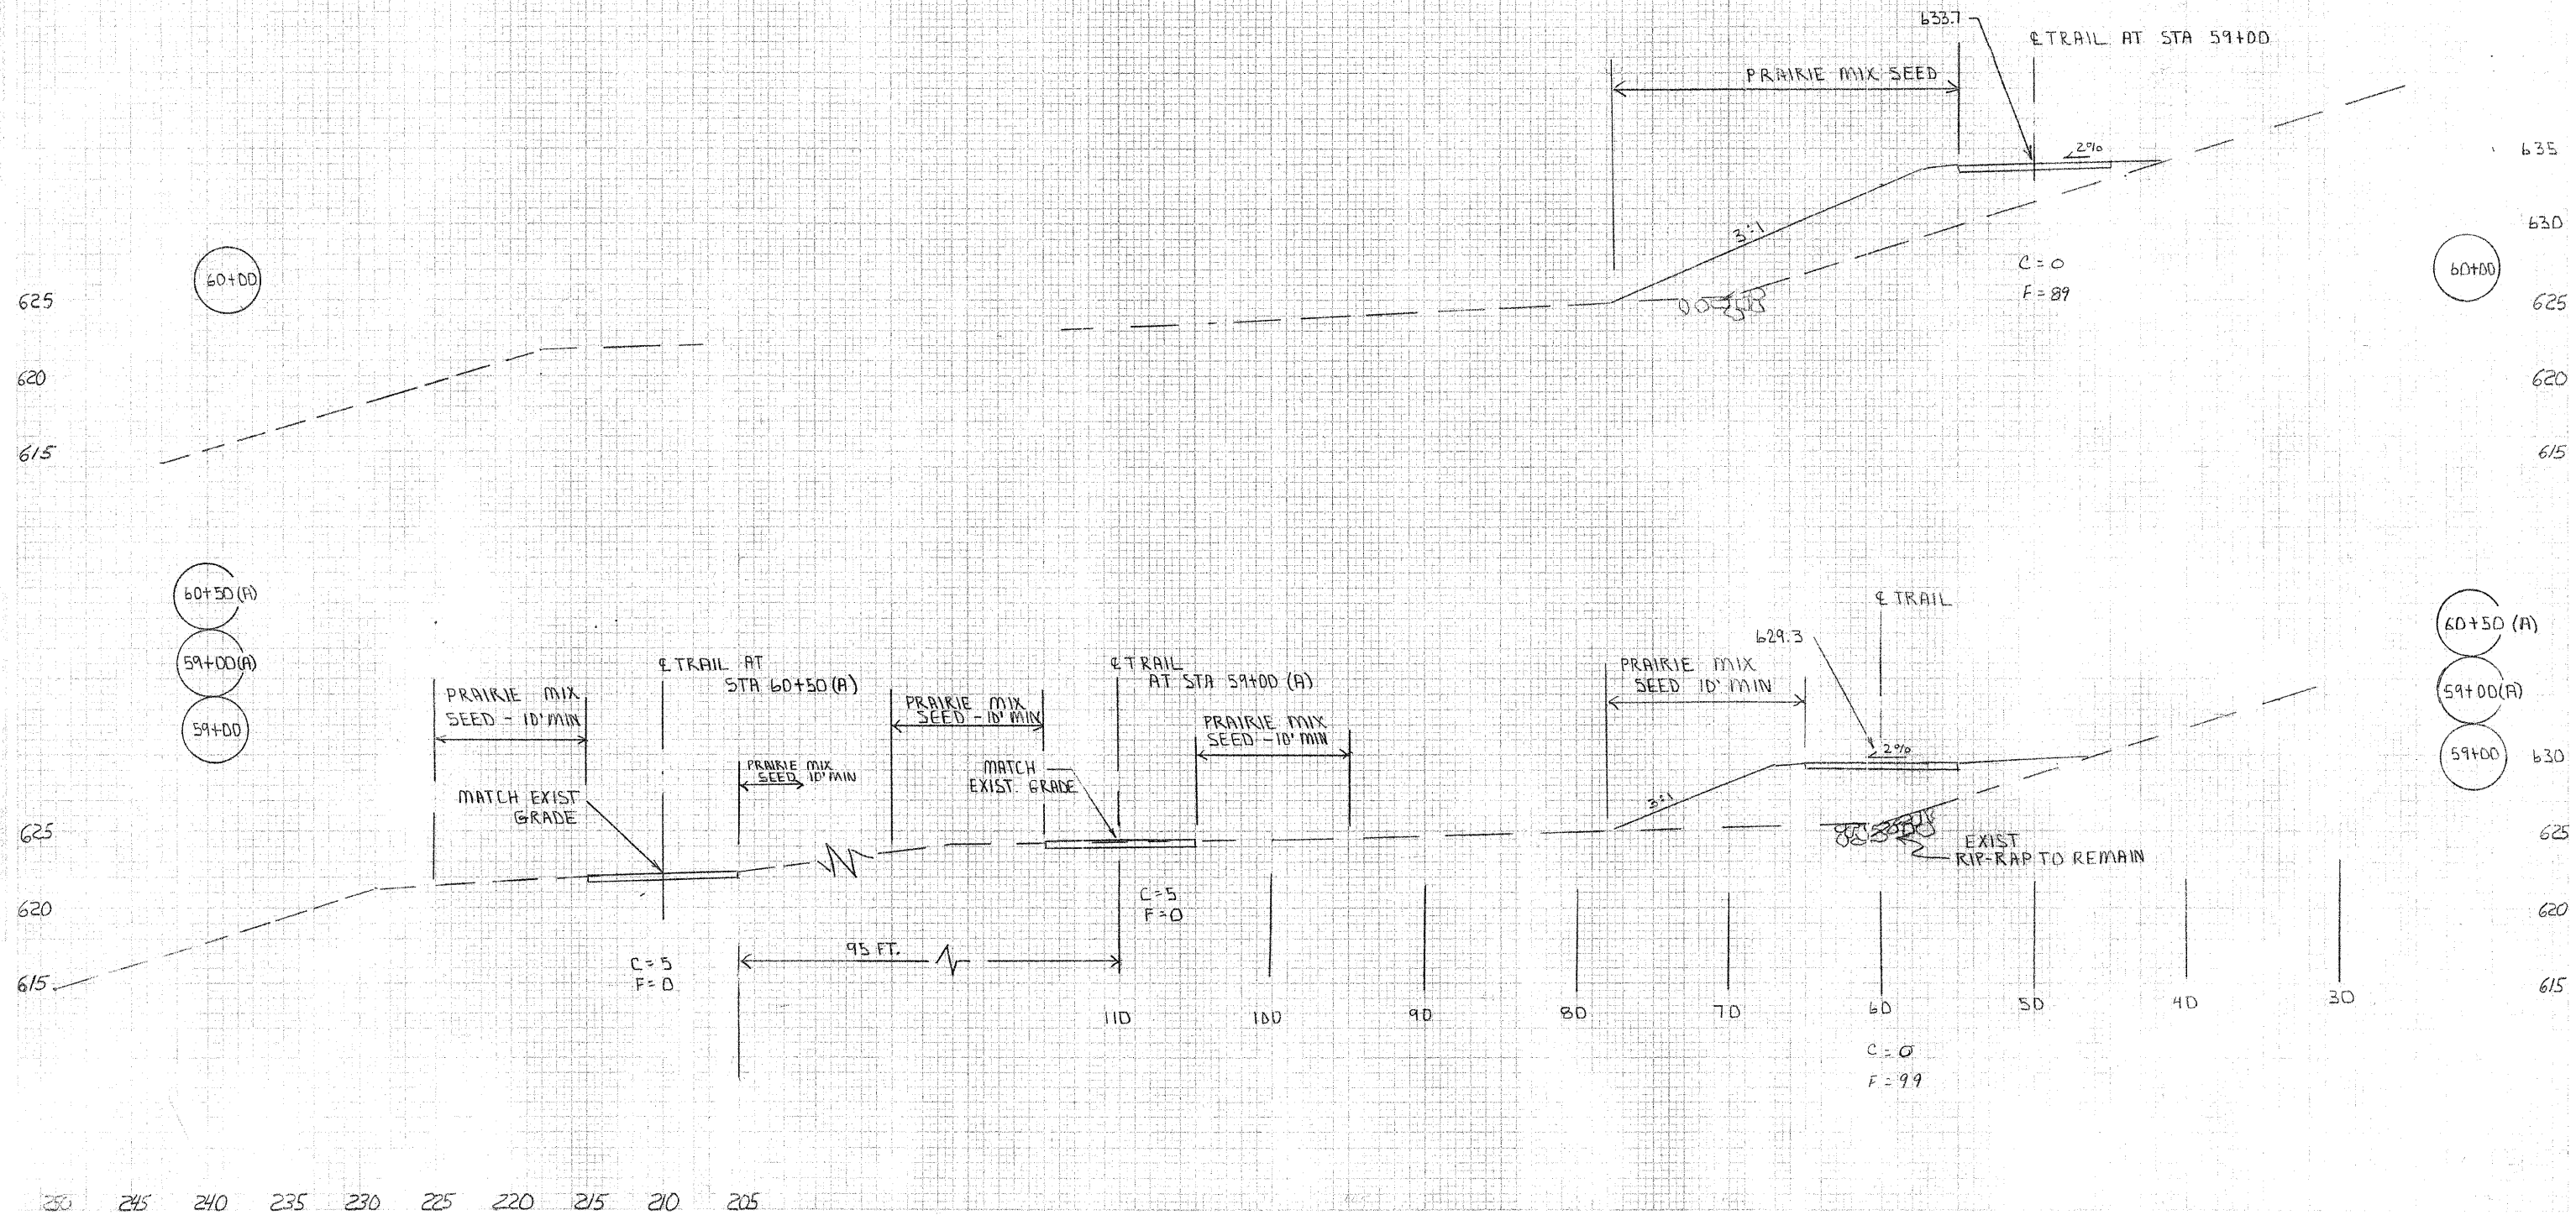 633.7
℄ TRAIL AT STA 59+00
PRAIRIE MIX SEED
2%
635
3:1
630
60+00
C = 0
F = 89
60+00
625
625
620
620
615
615
60+50 (A)
59+00(A)
59+00
℄ TRAIL AT
STA 60+50 (A)
PRAIRIE MIX
SEED - 10' MIN
PRAIRIE MIX
SEED 10' MIN
MATCH EXIST
GRADE
PRAIRIE MIX
SEED - 10' MIN
℄ TRAIL
AT STA 59+00 (A)
PRAIRIE MIX
SEED - 10' MIN
MATCH
EXIST. GRADE
℄ TRAIL
629.3
PRAIRIE MIX
SEED 10' MIN
2%
3:1
EXIST
RIP-RAP TO REMAIN
60+50 (A)
59+00(A)
59+00
630
625
625
620
620
615
615
C = 5
F = 0
95 FT.
C = 5
F = 0
110
100
90
80
70
60
50
40
30
C = 0
F = 99
250
245
240
235
230
225
220
215
210
205